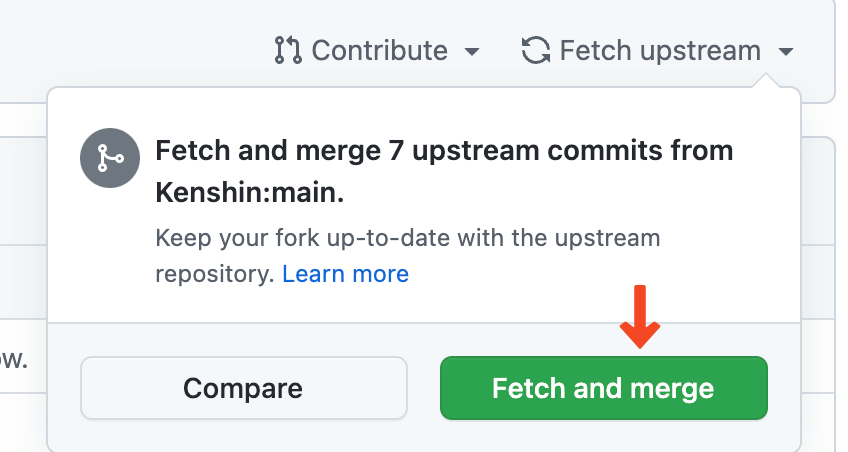 Contribute Fetch upstream
Fetch and merge 7 upstream commits from
Kenshin:main.
Keep your fork up-to-date with the upstream
repository. Learn more
ow.
Compare Fetch and merge